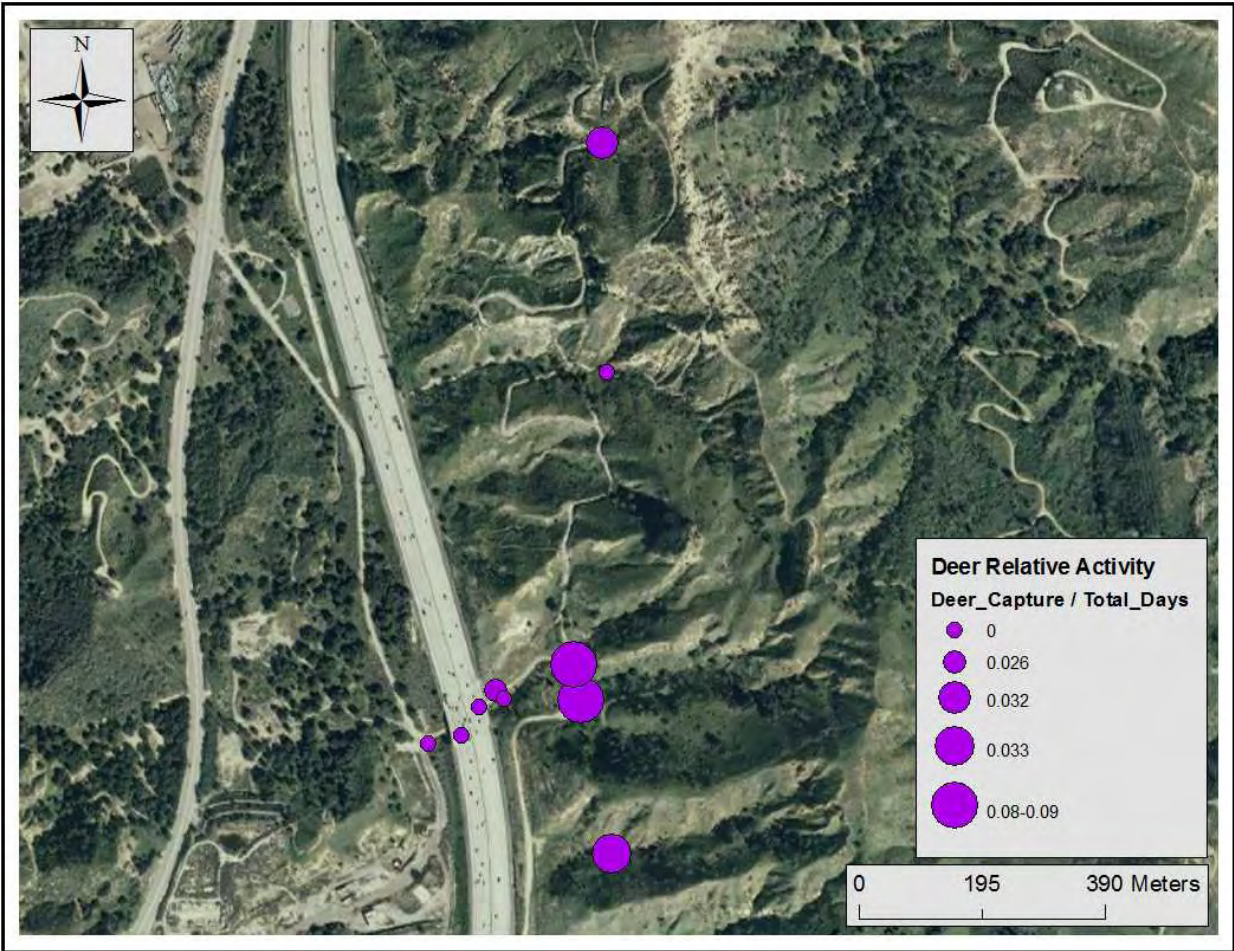 N
Deer Relative Activity
Deer_Capture / Total_Days
0
0.026
0.032
0.033
0.08-0.09
0 195 390 Meters